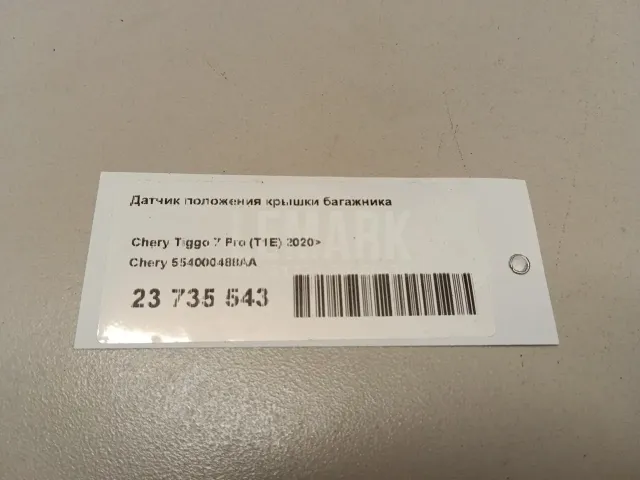 Датчик положения крышки багажника
Chery Tiggo 7 Pro (T1E) 2020>
Chery 554000488AA
23 735 543